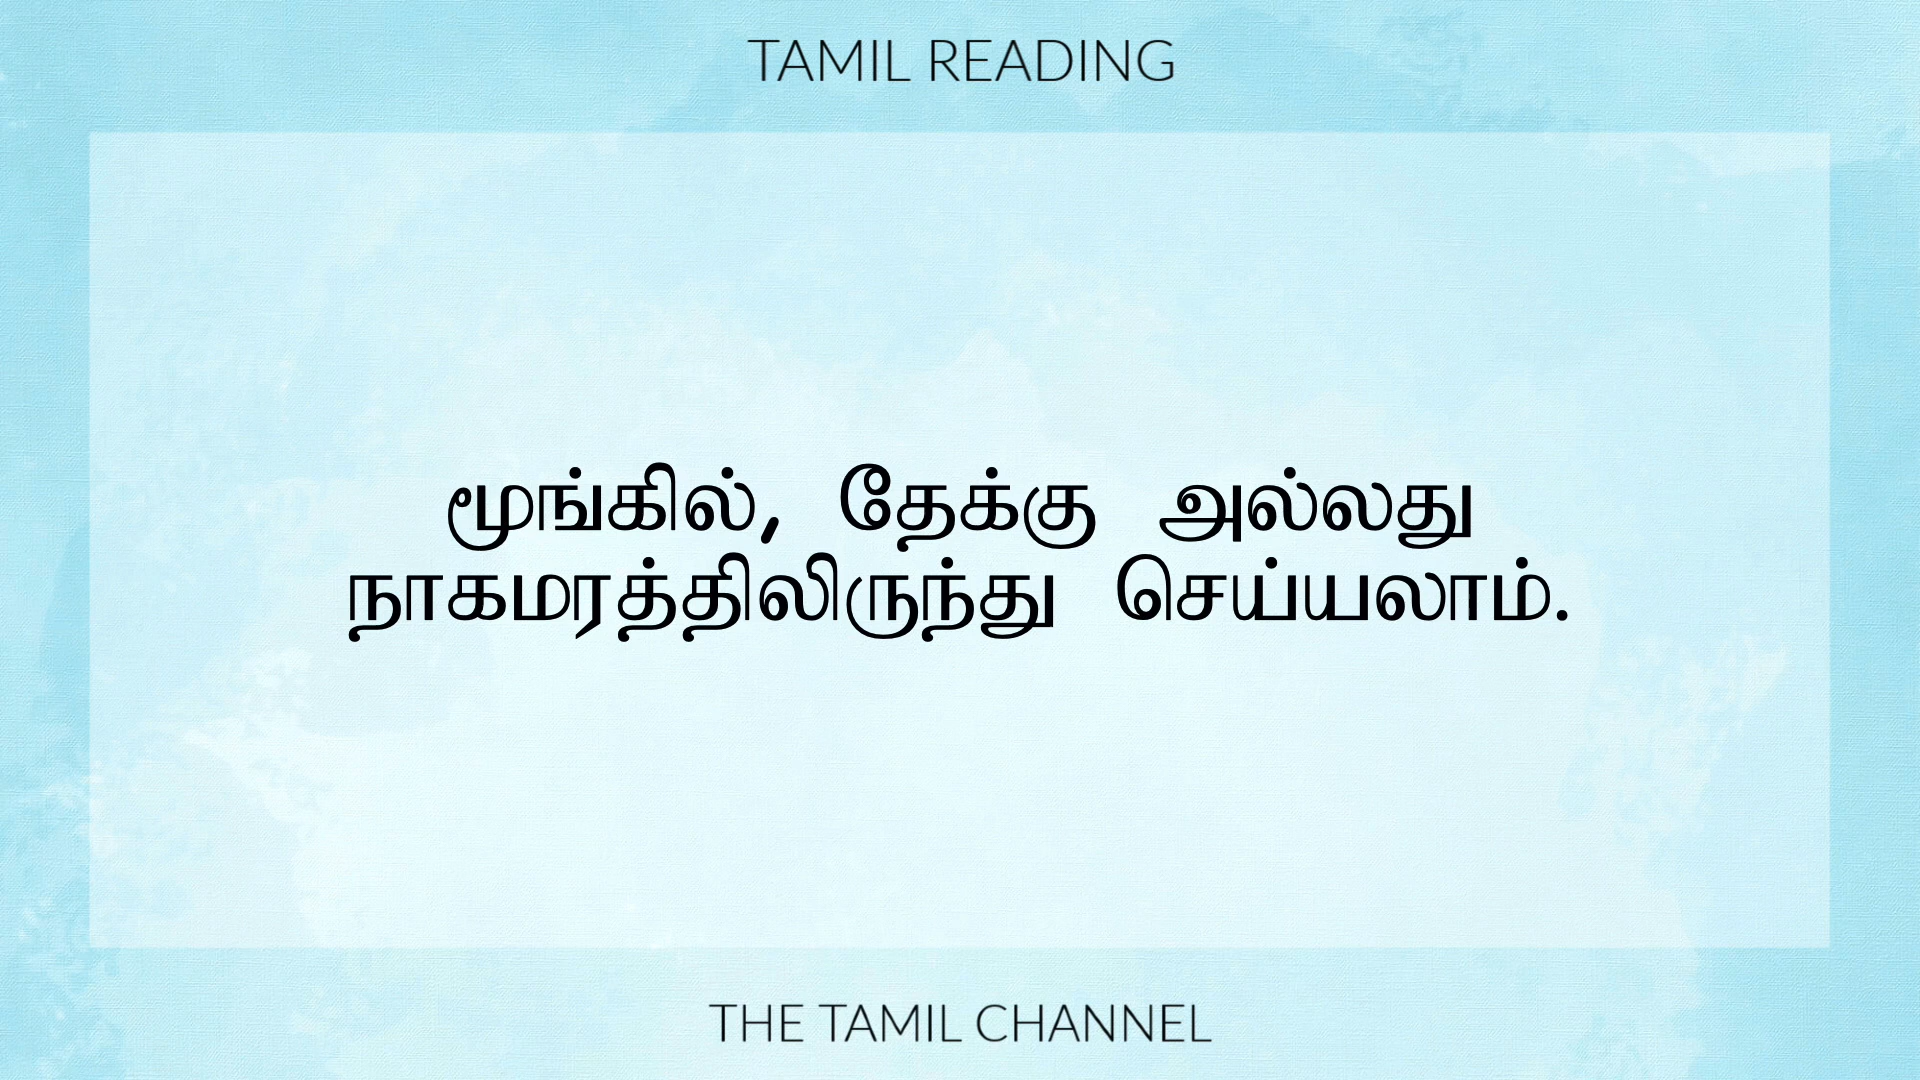 TAMIL READING
மூங்கில், தேக்கு அல்லது
நாகமரத்திலிருந்து செய்யலாம்.
THE TAMIL CHANNEL